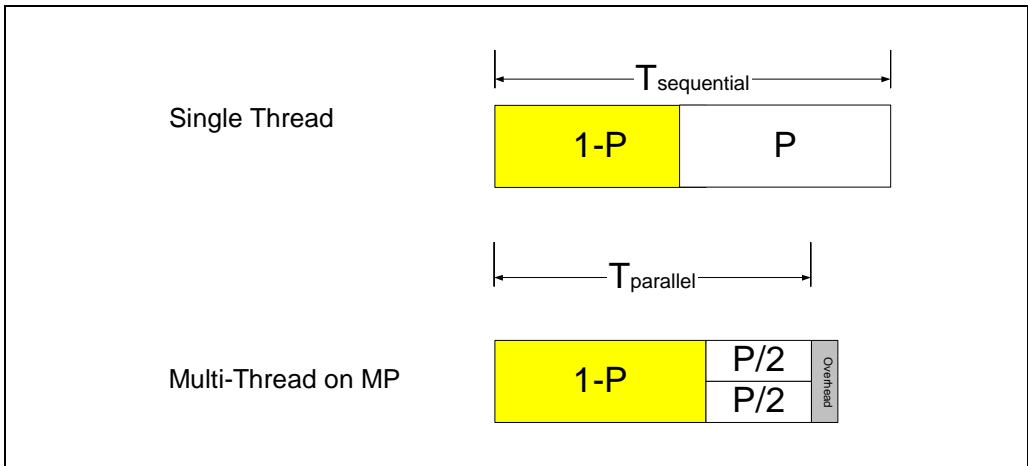 Tsequential
Single Thread
1-P
P
Tparallel
Multi-Thread on MP
1-P
P/2
P/2
Overhead